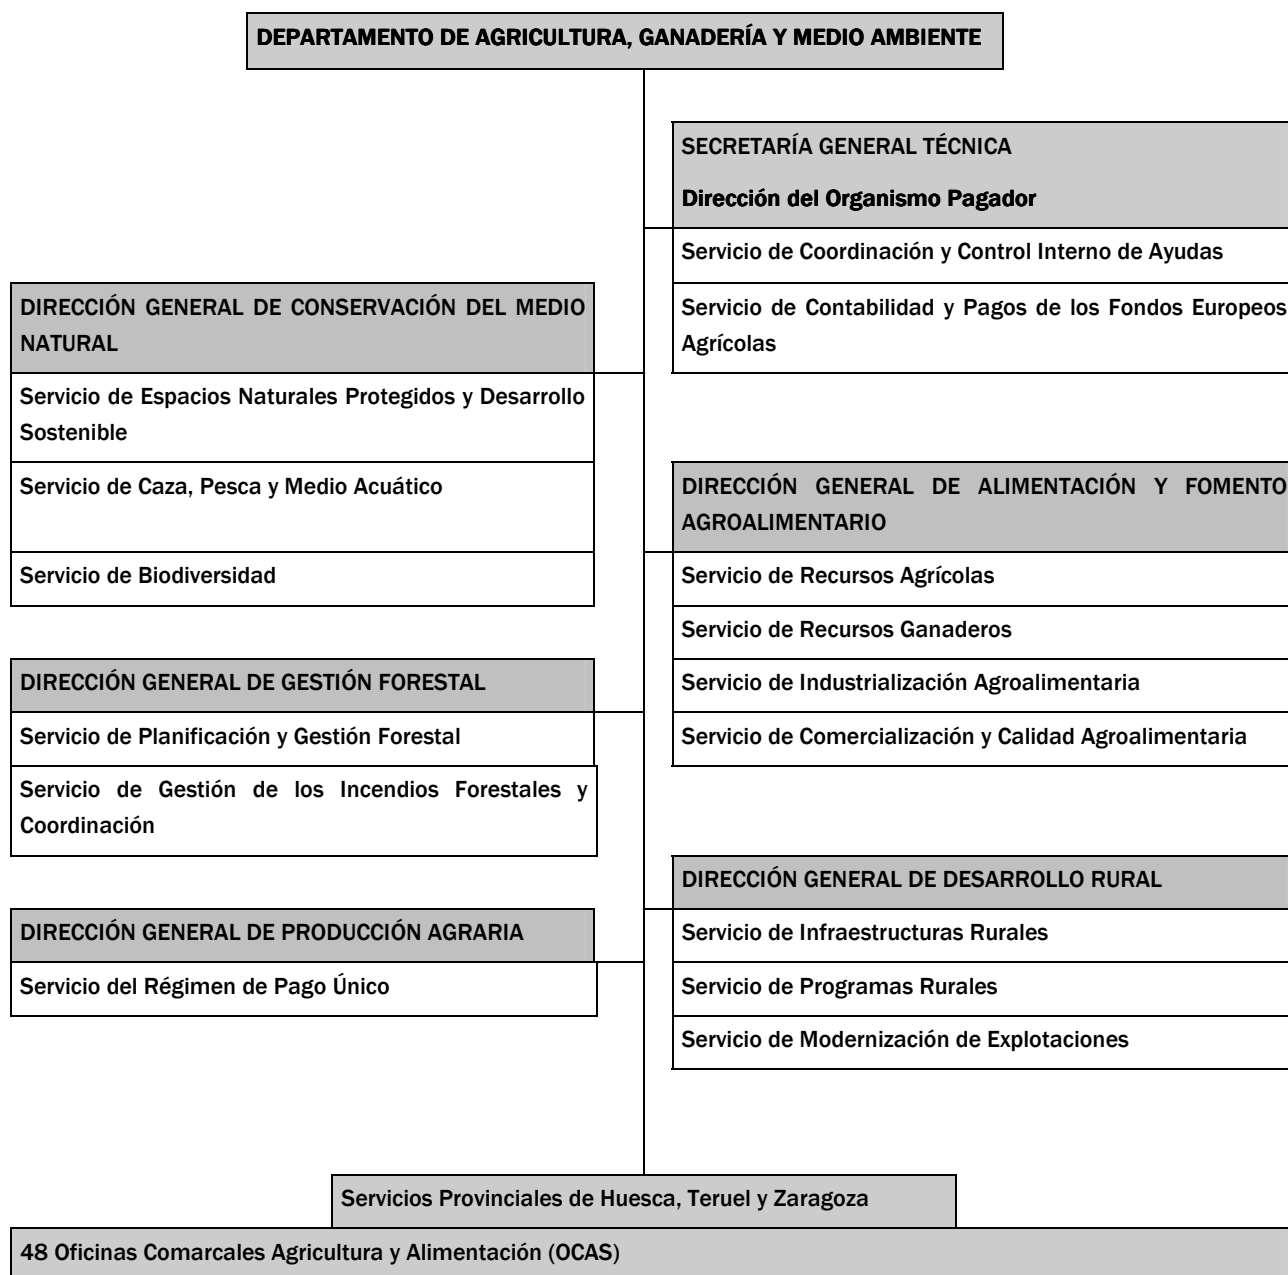 DEPARTAMENTO DE AGRICULTURA, GANADERÍA Y MEDIO AMBIENTE
SECRETARÍA GENERAL TÉCNICA
Dirección del Organismo Pagador
Servicio de Coordinación y Control Interno de Ayudas
Servicio de Contabilidad y Pagos de los Fondos Europeos
Agrícolas
DIRECCIÓN GENERAL DE CONSERVACIÓN DEL MEDIO
NATURAL
Servicio de Espacios Naturales Protegidos y Desarrollo
Sostenible
Servicio de Caza, Pesca y Medio Acuático
Servicio de Biodiversidad
DIRECCIÓN GENERAL DE ALIMENTACIÓN Y FOMENTO
AGROALIMENTARIO
Servicio de Recursos Agrícolas
Servicio de Recursos Ganaderos
Servicio de Industrialización Agroalimentaria
Servicio de Comercialización y Calidad Agroalimentaria
DIRECCIÓN GENERAL DE GESTIÓN FORESTAL
Servicio de Planificación y Gestión Forestal
Servicio de Gestión de los Incendios Forestales y
Coordinación
DIRECCIÓN GENERAL DE DESARROLLO RURAL
Servicio de Infraestructuras Rurales
Servicio de Programas Rurales
Servicio de Modernización de Explotaciones
DIRECCIÓN GENERAL DE PRODUCCIÓN AGRARIA
Servicio del Régimen de Pago Único
Servicios Provinciales de Huesca, Teruel y Zaragoza
48 Oficinas Comarcales Agricultura y Alimentación (OCAS)